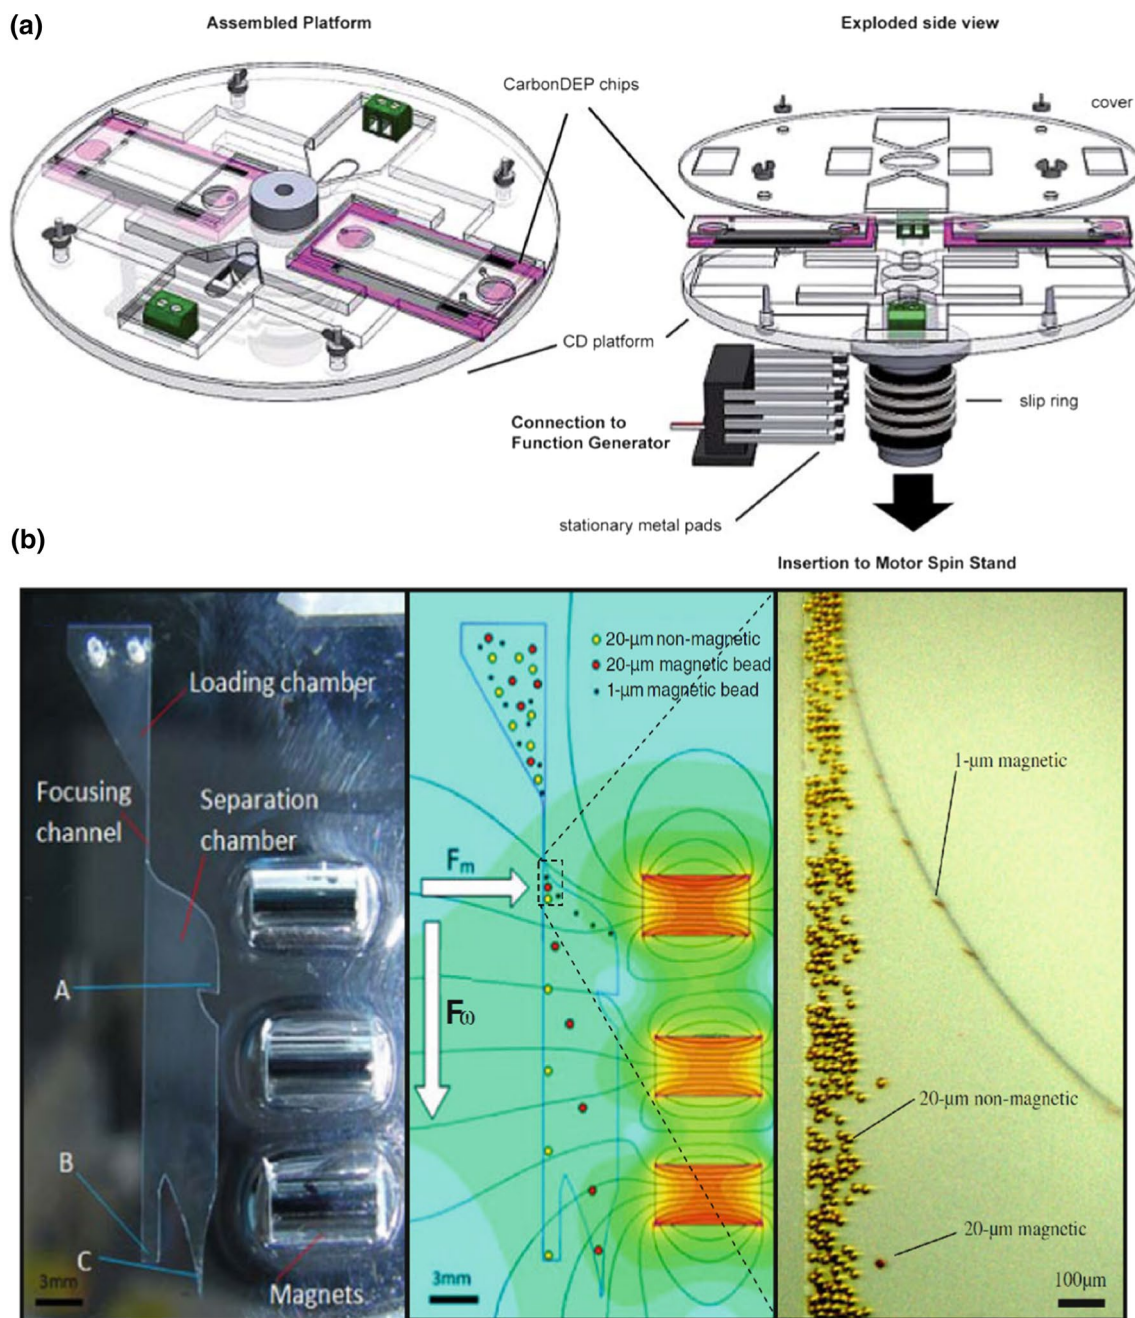 (a)
Assembled Platform
Exploded side view
CarbonDEP chips
cover
CD platform
slip ring
Connection to
Function Generator
stationary metal pads
Insertion to Motor Spin Stand
(b)
Loading chamber
Focusing
channel
Separation
chamber
A
B
C
3mm
Magnets
20-μm non-magnetic
20-μm magnetic bead
1-μm magnetic bead
Fm
Fω
3mm
1-μm magnetic
20-μm non-magnetic
20-μm magnetic
100μm